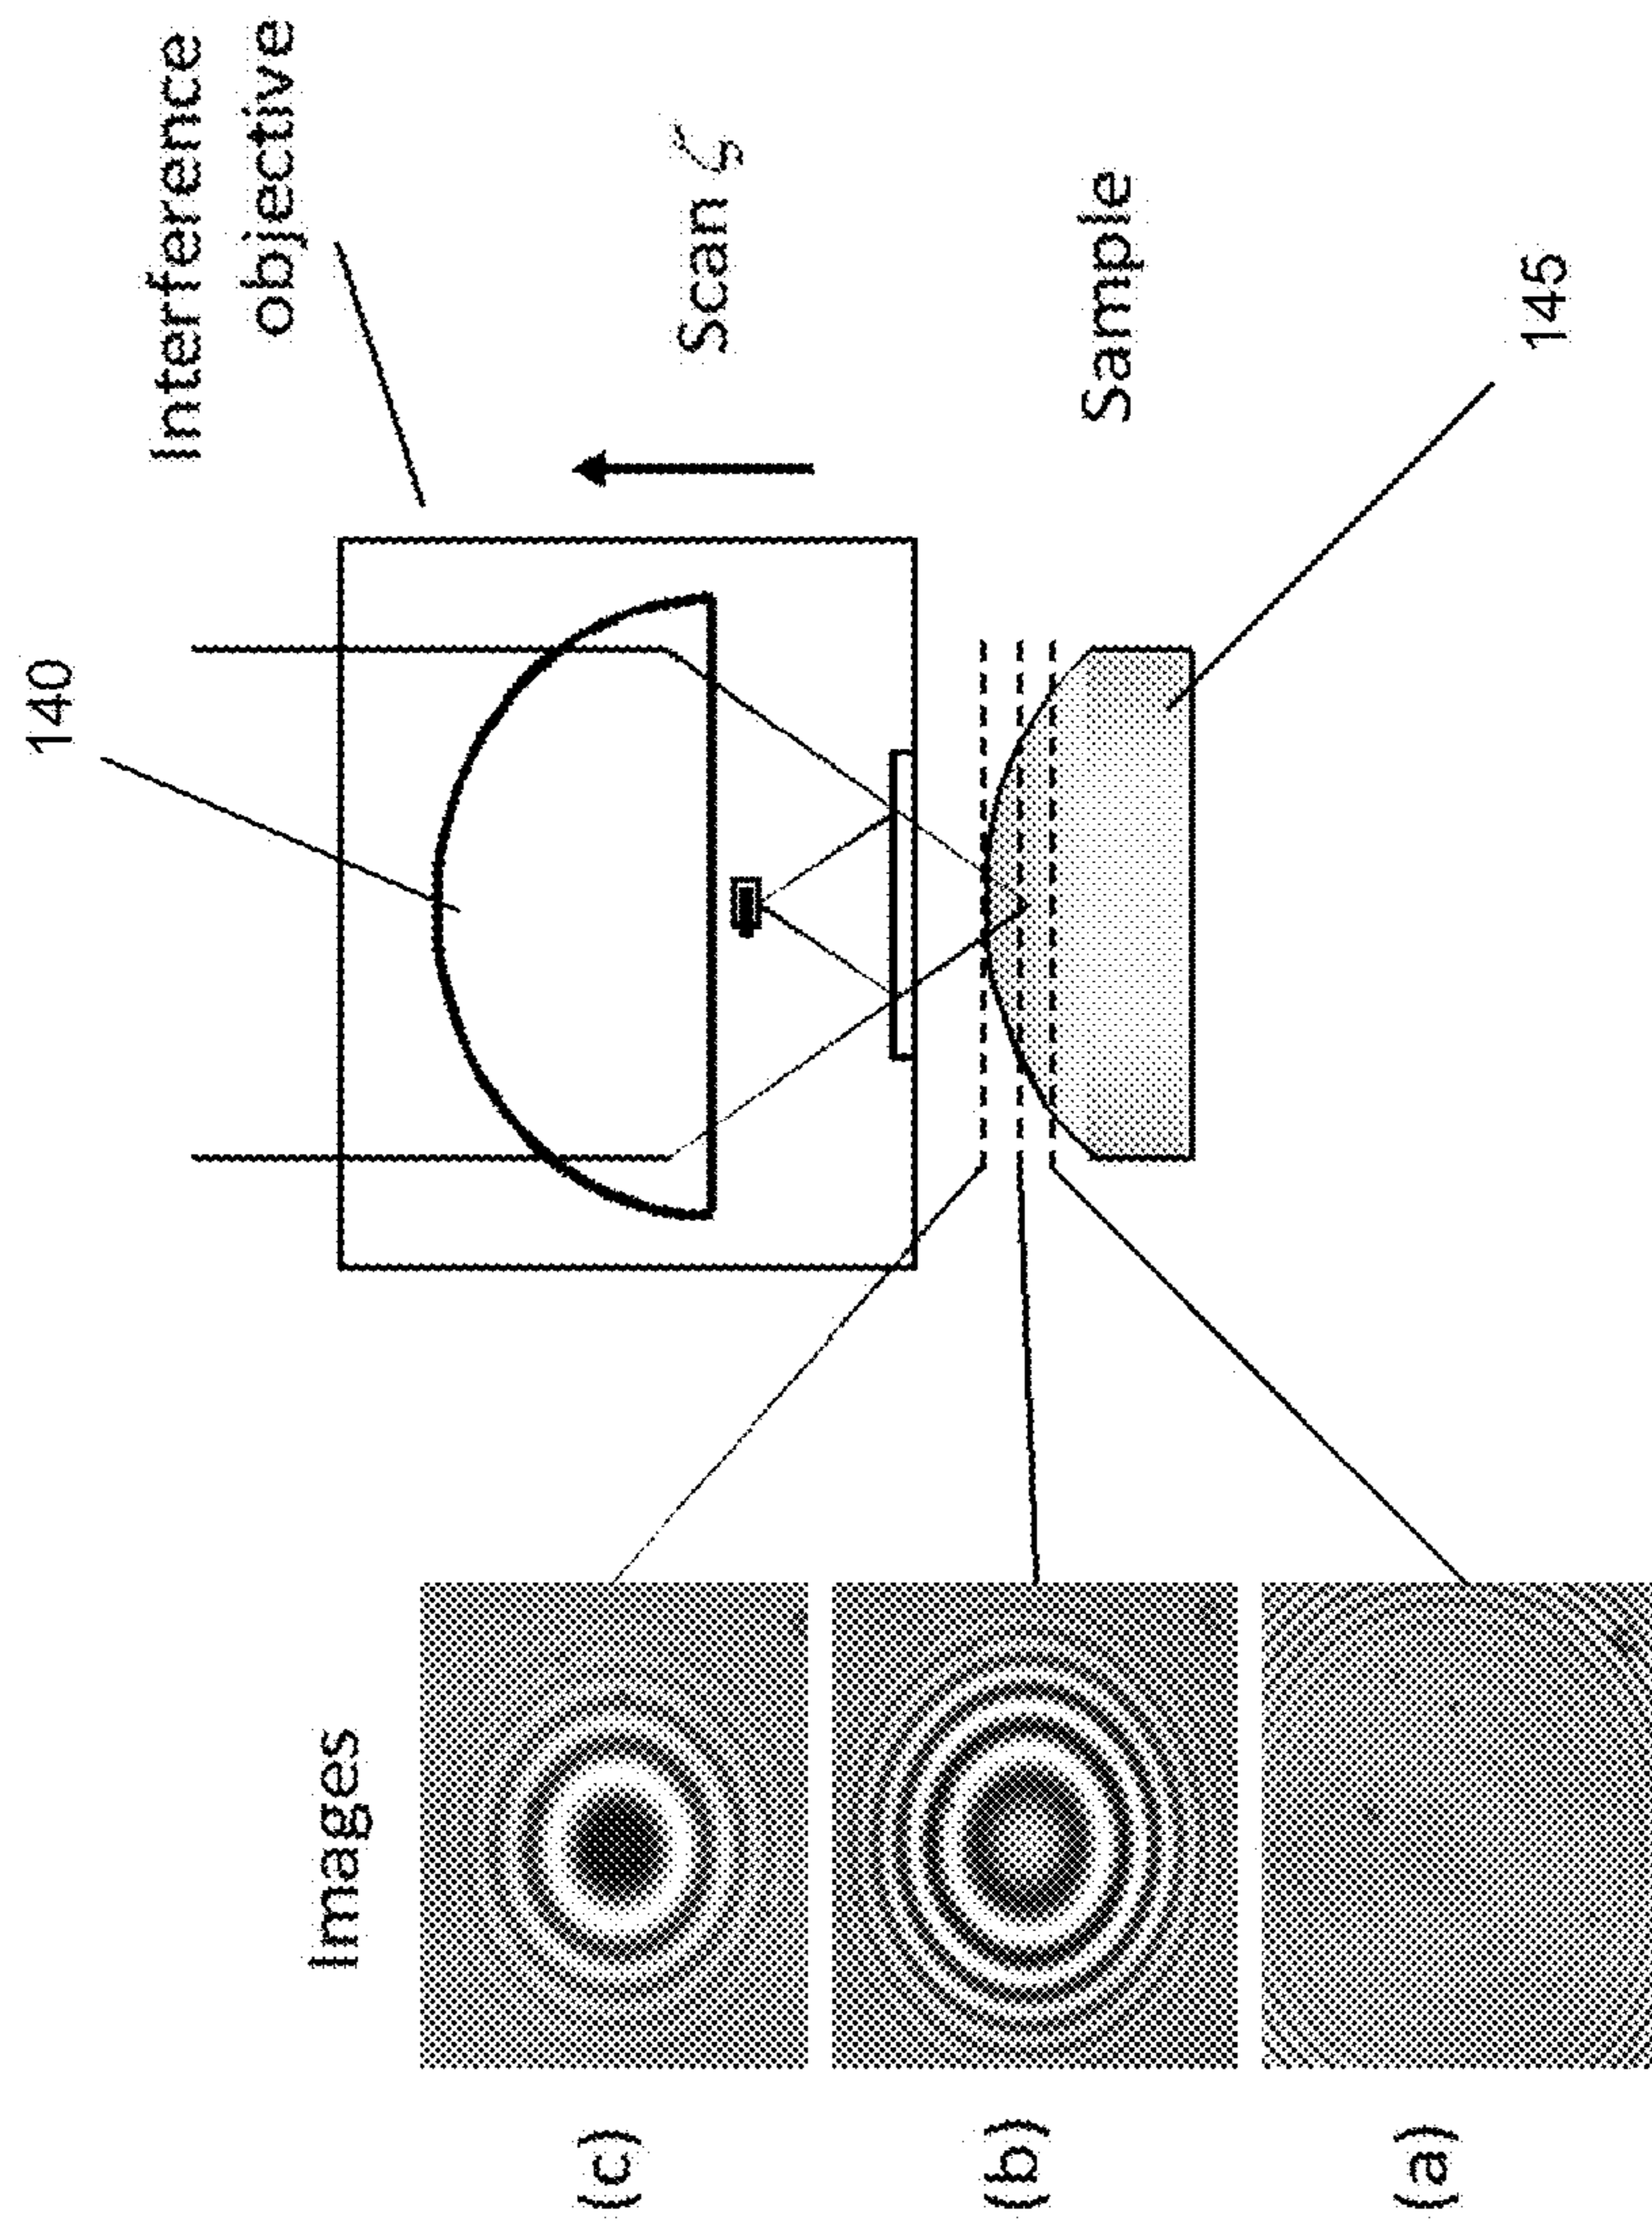 Images
140
Interference
objective
Scan ζ
Sample
145
(c)
(b)
(a)